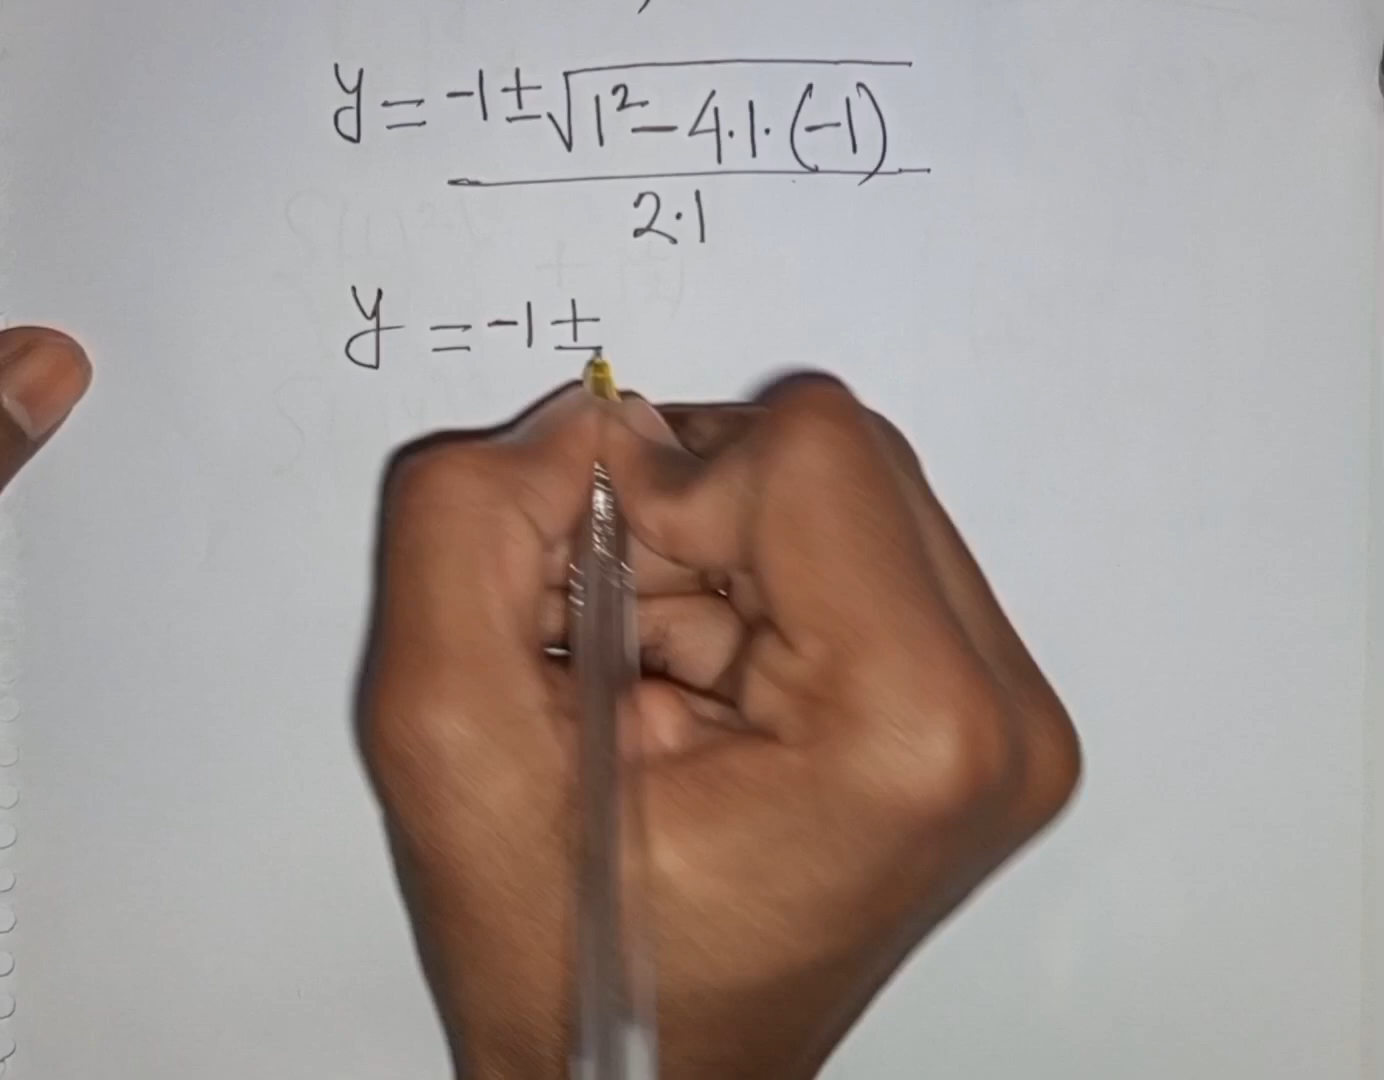 y = -1 ± √(1² - 4·1·(-1))
2·1
y = -1 ±